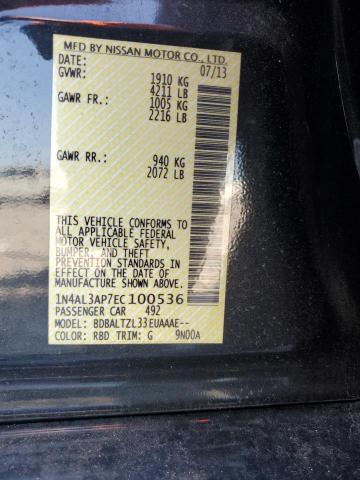 MFD BY NISSAN MOTOR CO., LTD.
DATE: 07/13
GVWR: 1910 KG
4211 LB
GAWR FR.: 1005 KG
2216 LB
GAWR RR.: 940 KG
2072 LB
THIS VEHICLE CONFORMS TO
ALL APPLICABLE FEDERAL
MOTOR VEHICLE SAFETY,
BUMPER, AND THEFT
PREVENTION STANDARDS IN
EFFECT ON THE DATE OF
MANUFACTURE SHOWN ABOVE.
1N4AL3AP7EC100536
PASSENGER CAR 492
MODEL: BDBALTZL33EUAAAE--
COLOR: RBD TRIM: G 9N00A